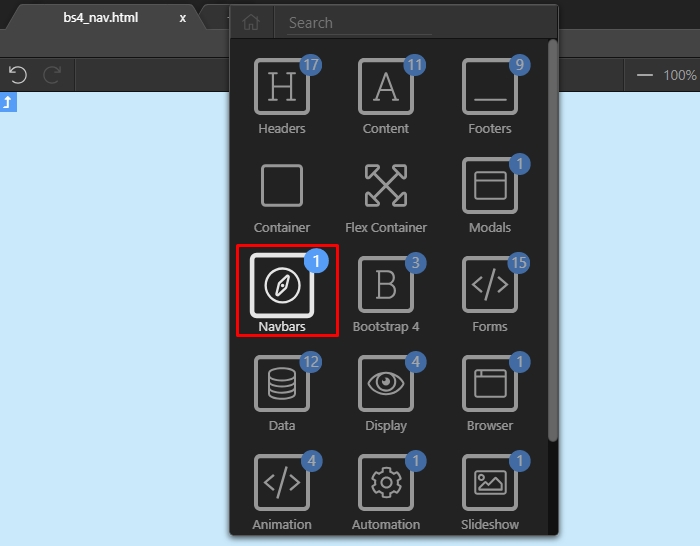 bs4_nav.html x
Search
100%
17 11 9
H A
Headers Content Footers
1
Container Flex Container Modals
1 3 15
B </>
Navbars Bootstrap 4 Forms
12 4 1
Data Display Browser
4 1 1
</>
Animation Automation Slideshow